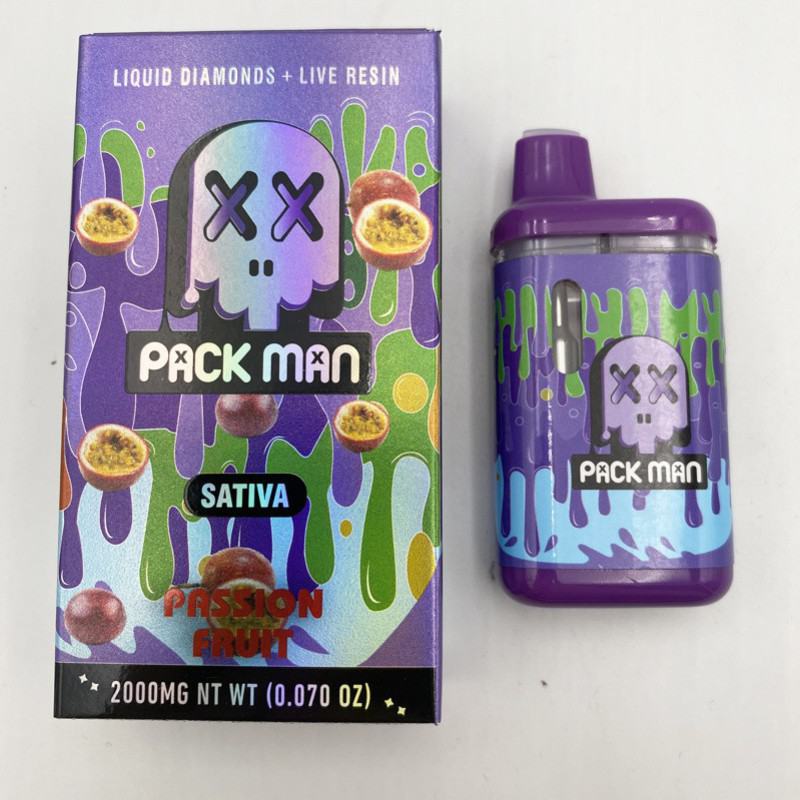 LIQUID DIAMONDS + LIVE RESIN
PACK MAN
SATIVA
PASSION
FRUIT
2000MG NT WT (0.070 OZ)
PACK MAN